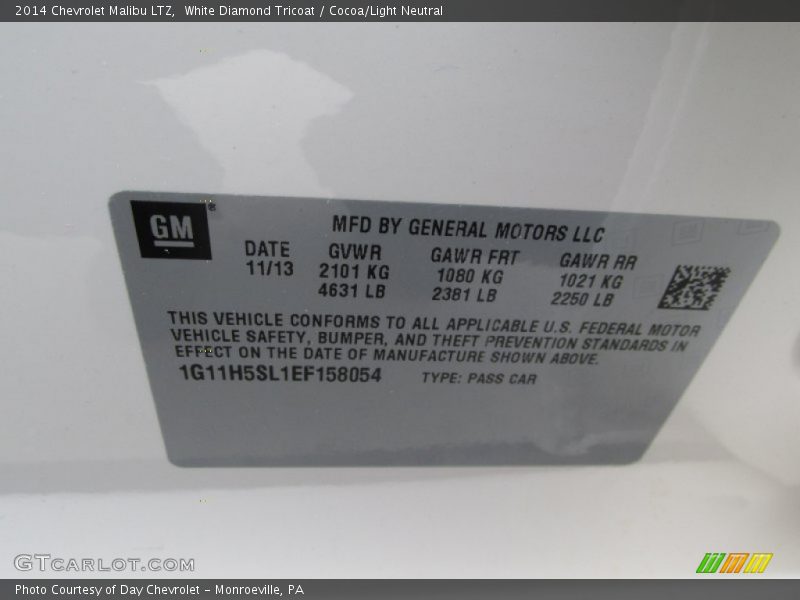 2014 Chevrolet Malibu LTZ, White Diamond Tricoat / Cocoa/Light Neutral
GM ®
MFD BY GENERAL MOTORS LLC
DATE GVWR GAWR FRT GAWR RR
11/13 2101 KG 1080 KG 1021 KG
4631 LB 2381 LB 2250 LB
THIS VEHICLE CONFORMS TO ALL APPLICABLE U.S. FEDERAL MOTOR
VEHICLE SAFETY, BUMPER, AND THEFT PREVENTION STANDARDS IN
EFFECT ON THE DATE OF MANUFACTURE SHOWN ABOVE.
1G11H5SL1EF158054 TYPE: PASS CAR
GTCarLot.com
Photo Courtesy of Day Chevrolet – Monroeville, PA